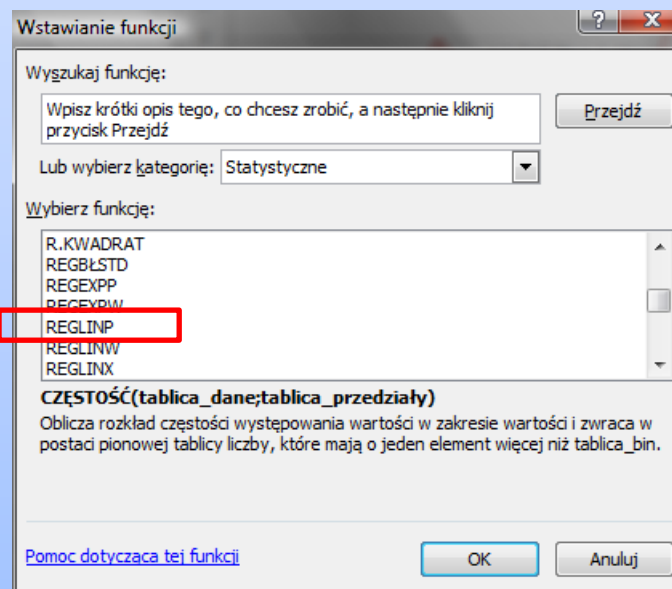 Wstawianie funkcji
? X
Wyszukaj funkcję:
Wpisz krótki opis tego, co chcesz zrobić, a następnie kliknij
przycisk Przejdź
Przejdź
Lub wybierz kategorię: Statystyczne
Wybierz funkcję:
R.KWADRAT
REGBŁSTD
REGEXPP
REGEXPW
REGLINP
REGLINW
REGLINX
CZĘSTOŚĆ(tablica_dane;tablica_przedziały)
Oblicza rozkład częstości występowania wartości w zakresie wartości i zwraca w
postaci pionowej tablicy liczby, które mają o jeden element więcej niż tablica_bin.
Pomoc dotycząca tej funkcji
OK
Anuluj